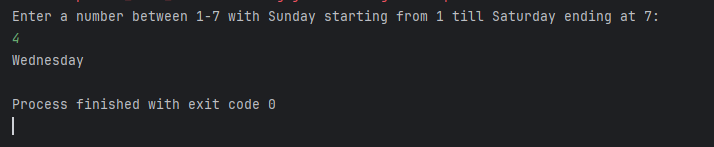 Enter a number between 1-7 with Sunday starting from 1 till Saturday ending at 7:
4
Wednesday
Process finished with exit code 0